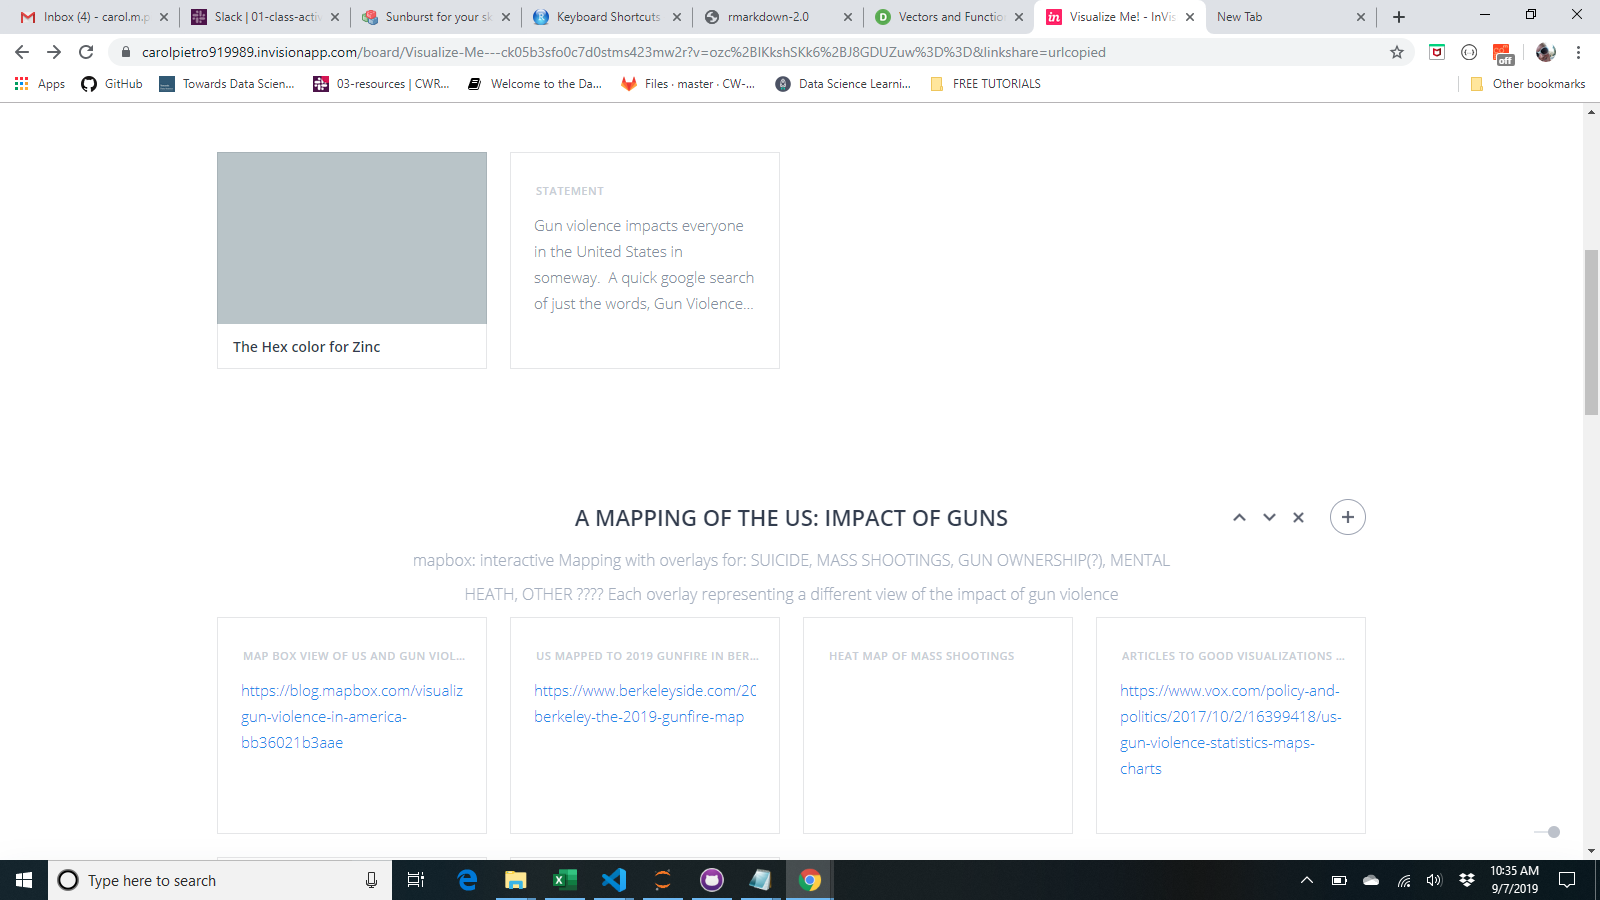 Inbox (4) - carol.m.p
Slack | 01-class-activ
Sunburst for your sk
Keyboard Shortcuts
rmarkdown-2.0
Vectors and Function
Visualize Me! - InVis
New Tab
carolpietro919989.invisionapp.com/board/Visualize-Me---ck05b3sfo0c7d0stms423mw2r?v=ozc%2BIKkshSKk6%2BJ8GDUZuw%3D%3D&linkshare=urlcopied
off
Apps
GitHub
Towards Data Scien...
03-resources | CWR...
Welcome to the Da...
Files · master · CW-...
Data Science Learni...
FREE TUTORIALS
Other bookmarks
The Hex color for Zinc
STATEMENT
Gun violence impacts everyone
in the United States in
someway.  A quick google search
of just the words, Gun Violence...
A MAPPING OF THE US: IMPACT OF GUNS
mapbox: interactive Mapping with overlays for: SUICIDE, MASS SHOOTINGS, GUN OWNERSHIP(?), MENTAL
HEATH, OTHER ???? Each overlay representing a different view of the impact of gun violence
MAP BOX VIEW OF US AND GUN VIOL...
https://blog.mapbox.com/visualiz
gun-violence-in-america-
bb36021b3aae
US MAPPED TO 2019 GUNFIRE IN BER...
https://www.berkeleyside.com/20
berkeley-the-2019-gunfire-map
HEAT MAP OF MASS SHOOTINGS
ARTICLES TO GOOD VISUALIZATIONS ...
https://www.vox.com/policy-and-
politics/2017/10/2/16399418/us-
gun-violence-statistics-maps-
charts
Type here to search
10:35 AM
9/7/2019